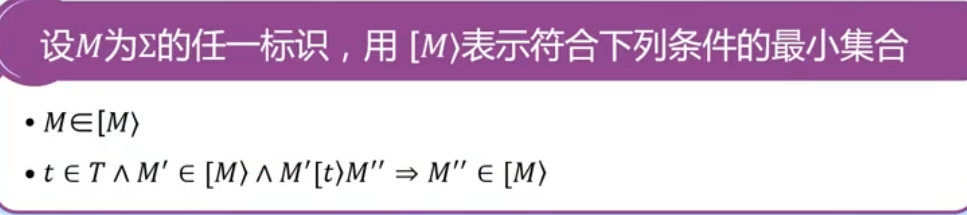 设M为Σ的任一标识，用 [M⟩表示符合下列条件的最小集合
• M∈[M⟩
• t ∈ T ∧ M′ ∈ [M⟩ ∧ M′[t⟩M′′ ⇒ M′′ ∈ [M⟩